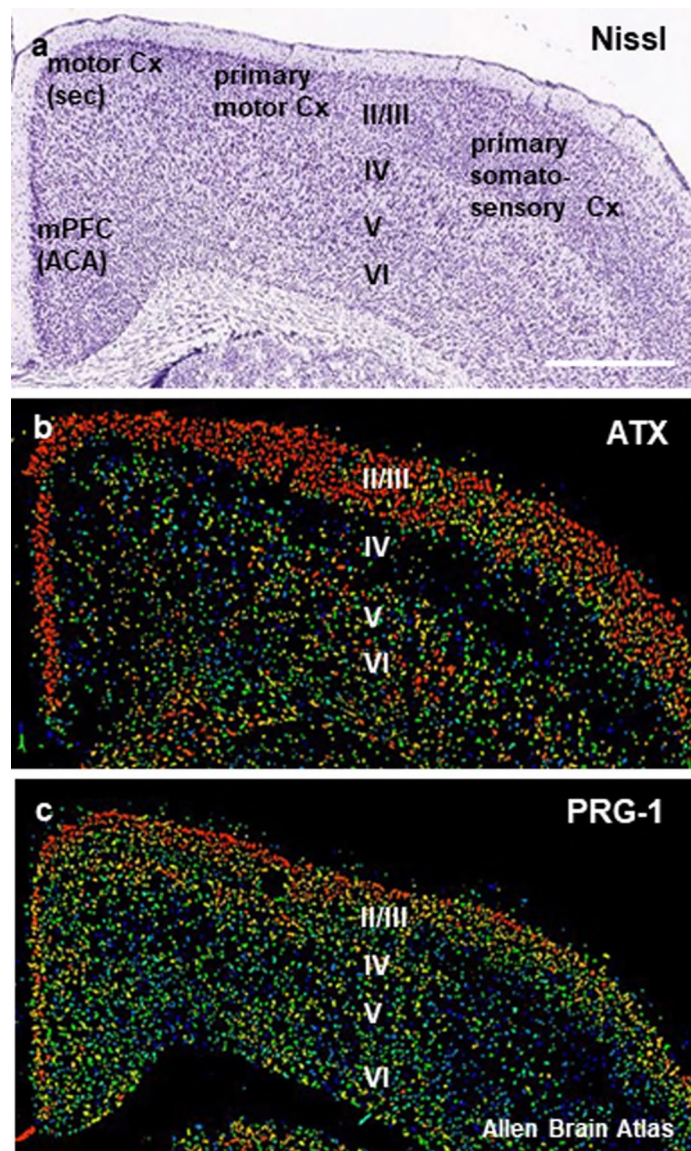 a
Nissl
motor Cx
(sec)
primary
motor Cx
II/III
primary
somato-
sensory Cx
IV
mPFC
(ACA)
V
VI
b
ATX
II/III
IV
V
VI
c
PRG-1
II/III
IV
V
VI
Allen Brain Atlas